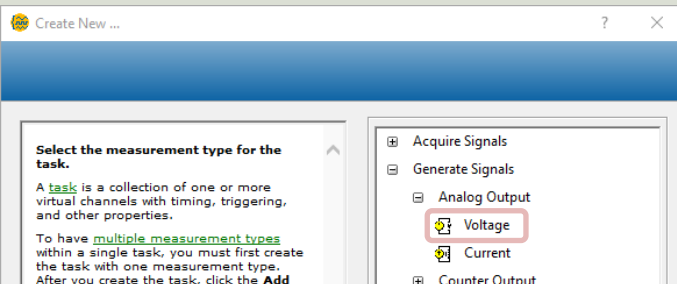 Create New ...
Select the measurement type for the
task.
A task is a collection of one or more
virtual channels with timing, triggering,
and other properties.
To have multiple measurement types
within a single task, you must first create
the task with one measurement type.
After you create the task, click the Add
Acquire Signals
Generate Signals
Analog Output
Voltage
Current
Counter Output